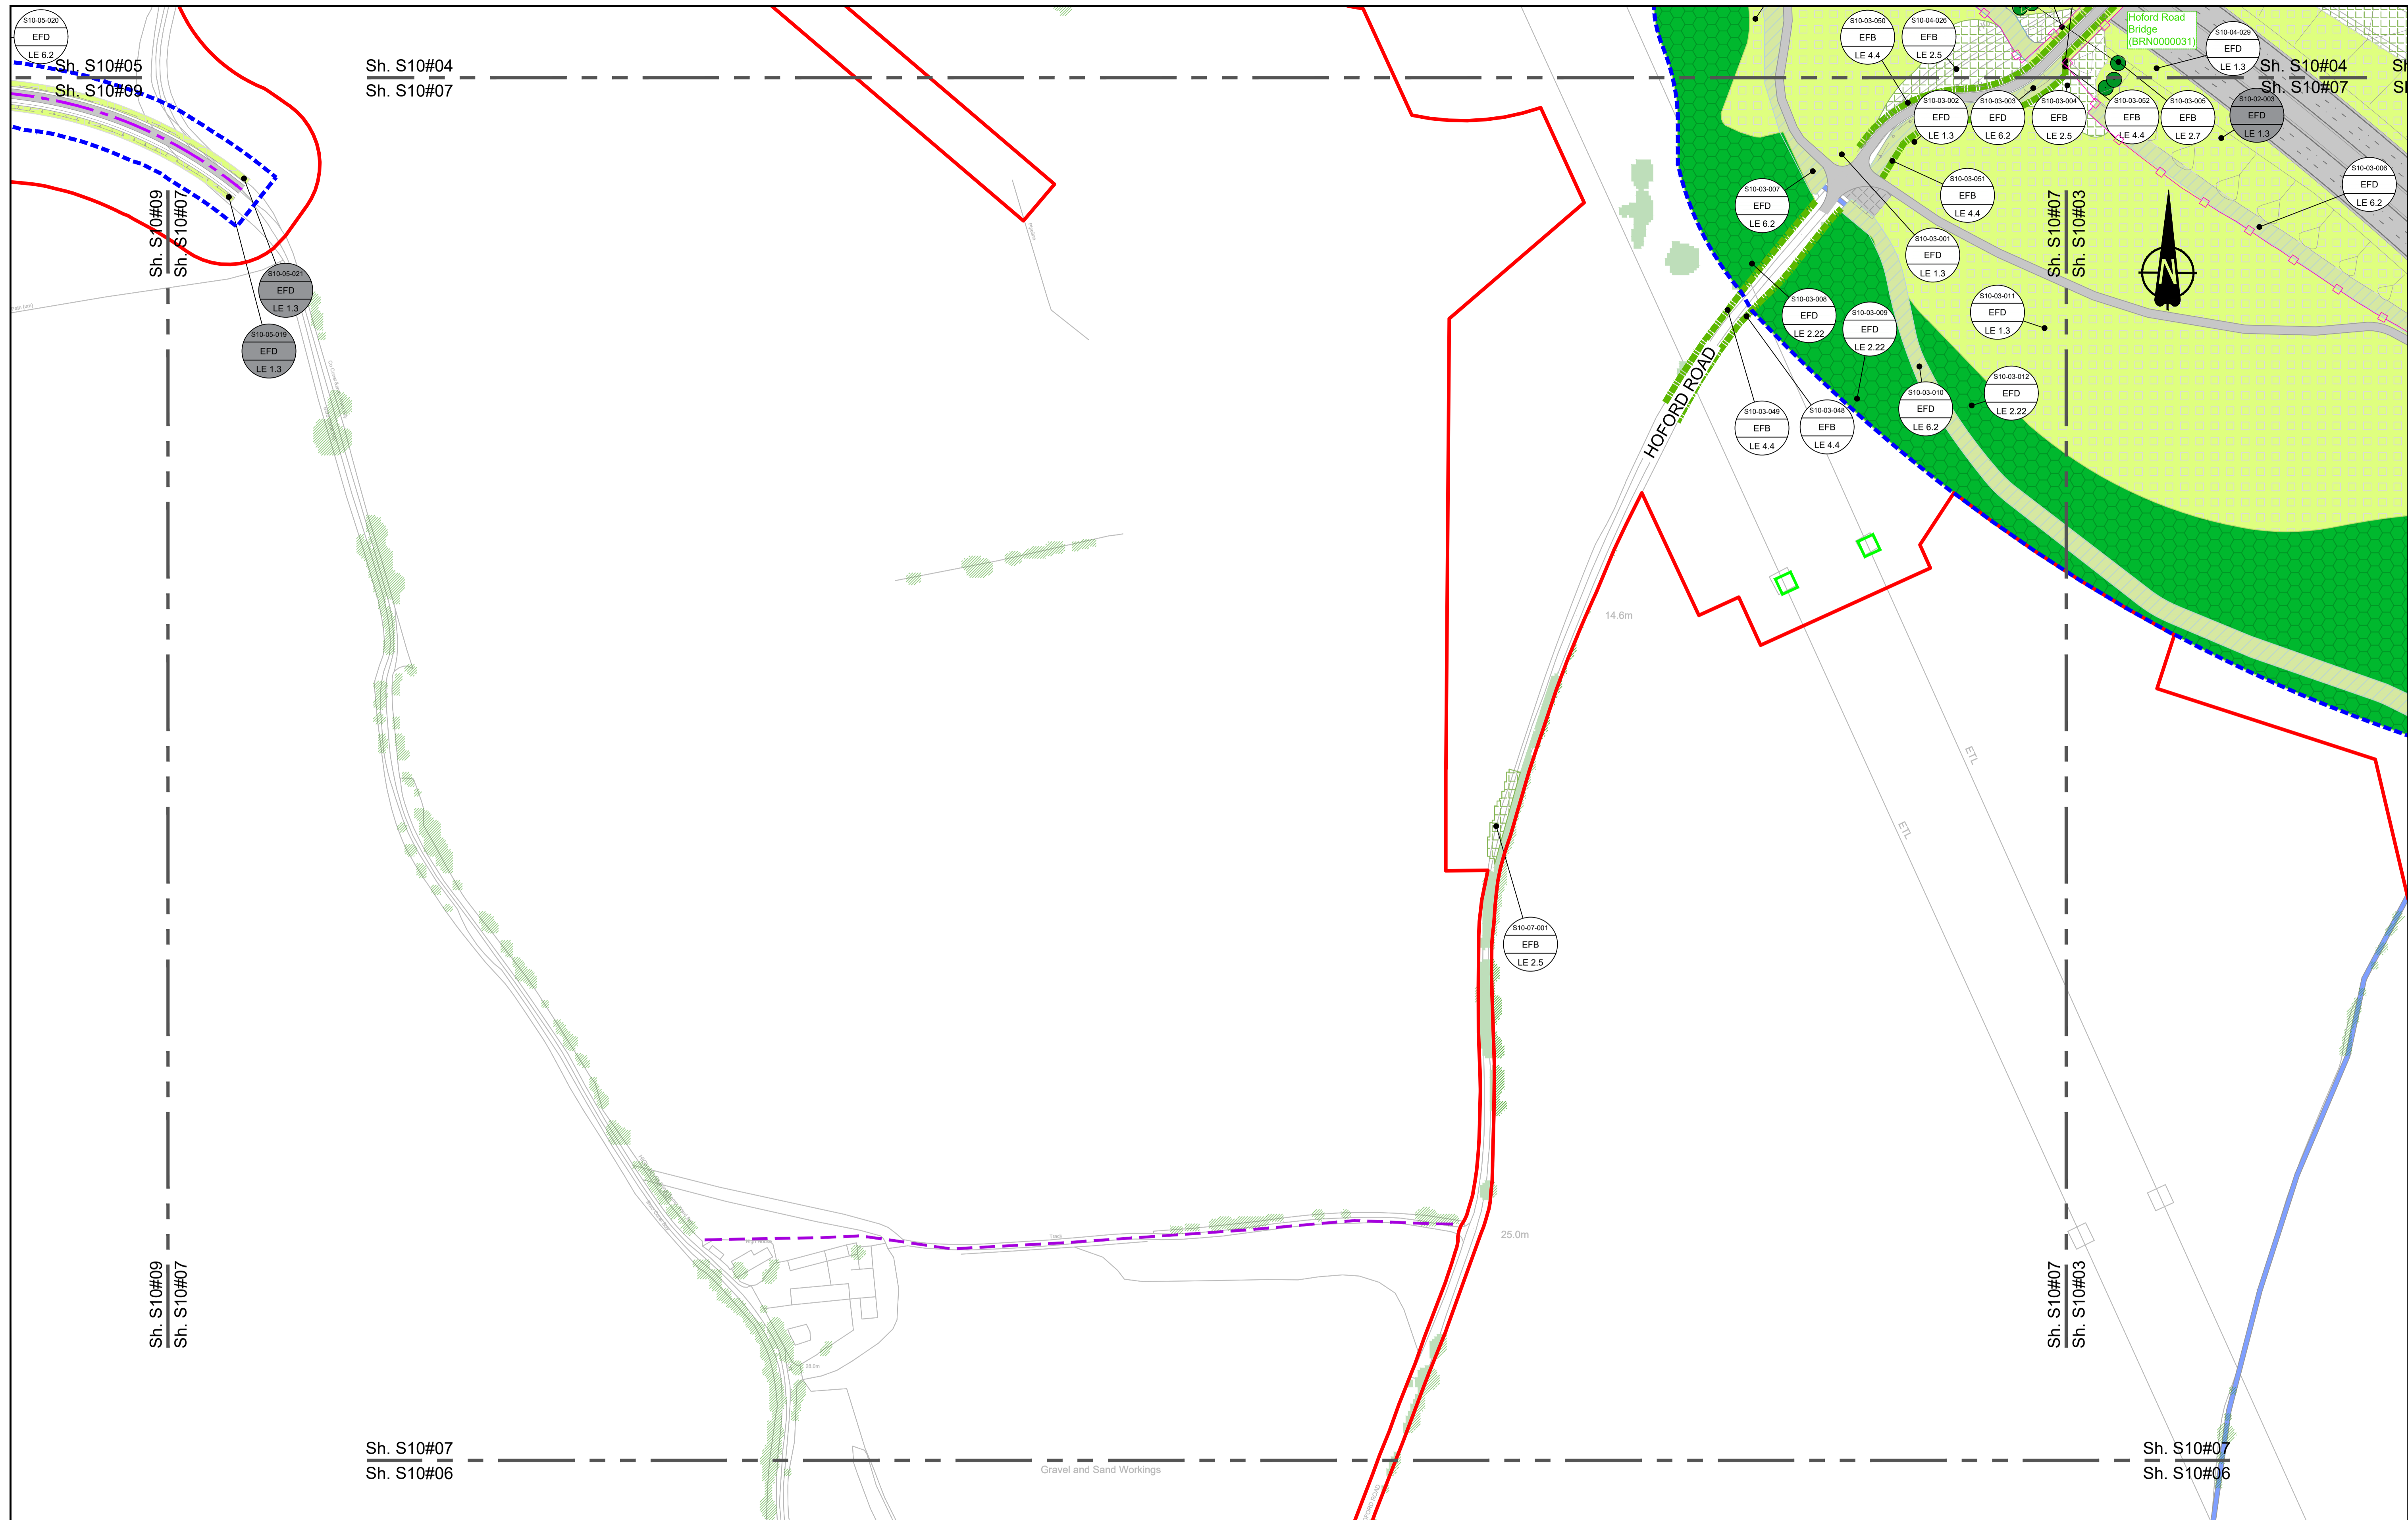 S10-05-020
EFD
LE 6.2
Sh. S10#05
Sh. S10#09
Sh. S10#04
Sh. S10#07
S10-03-050
EFB
LE 4.4
S10-04-026
EFB
LE 2.5
Hoford Road
Bridge
(BRN0000031)
S10-04-029
EFD
LE 1.3
Sh. S10#04
Sh. S10#07
S10-03-002
EFD
LE 1.3
S10-03-003
EFD
LE 6.2
S10-03-004
EFB
LE 2.5
S10-03-052
EFB
LE 4.4
S10-03-005
EFB
LE 2.7
S10-02-003
EFD
LE 1.3
S10-03-006
EFD
LE 6.2
S10-03-007
EFD
LE 6.2
S10-03-051
EFB
LE 4.4
Sh. S10#09
Sh. S10#07
Sh. S10#07
Sh. S10#03
N
S10-03-001
EFD
LE 1.3
S10-05-021
EFD
LE 1.3
S10-05-019
EFD
LE 1.3
S10-03-008
EFD
LE 2.22
S10-03-009
EFD
LE 2.22
S10-03-011
EFD
LE 1.3
HOFORD ROAD
S10-03-049
EFB
LE 4.4
S10-03-048
EFB
LE 4.4
S10-03-010
EFD
LE 6.2
S10-03-012
EFD
LE 2.22
14.6m
ETL
ETL
S10-07-001
EFB
LE 2.5
Track
25.0m
Sh. S10#09
Sh. S10#07
Sh. S10#07
Sh. S10#03
Sh. S10#07
Sh. S10#06
Gravel and Sand Workings
Sh. S10#07
Sh. S10#06